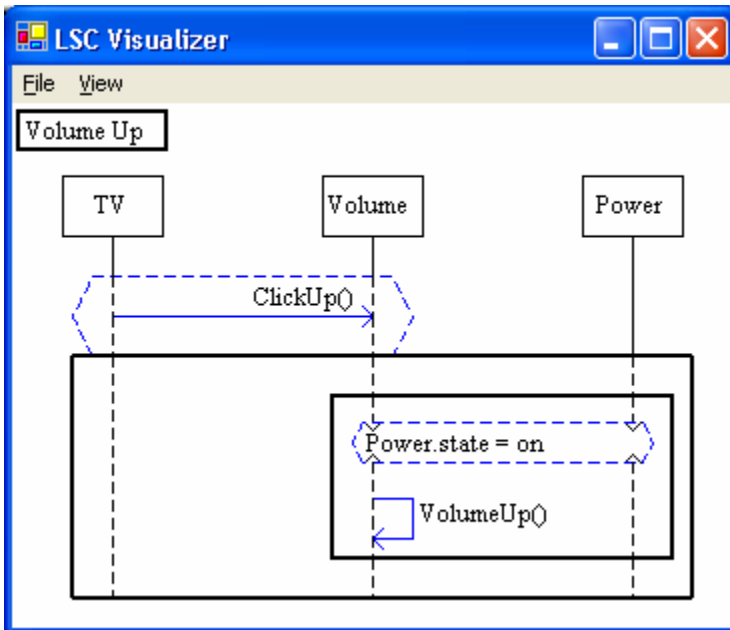 LSC Visualizer
File View
Volume Up
TV Volume Power
ClickUp()
Power.state = on
VolumeUp()